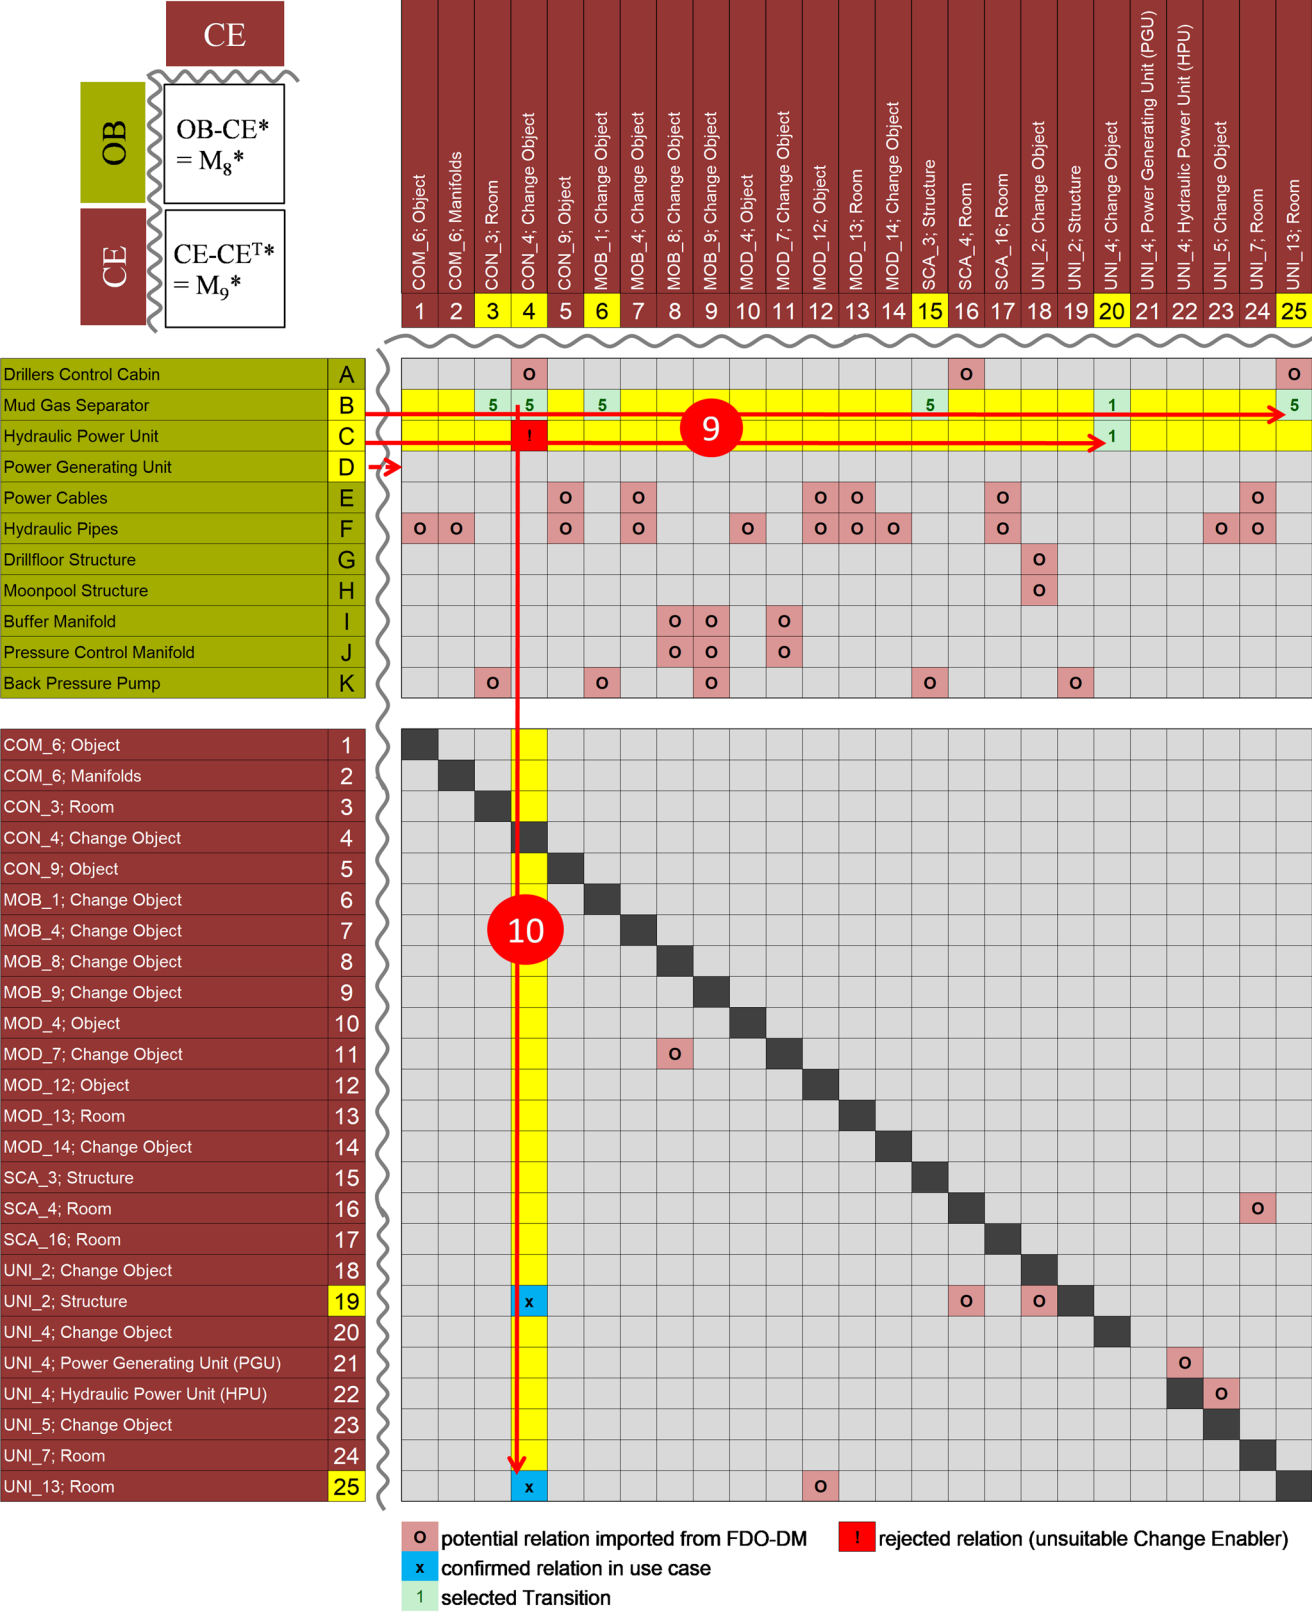 CE
OB
OB-CE*
= M8*
CE
CE-CET*
= M9*
COM_6; Object
COM_6; Manifolds
CON_3; Room
CON_4; Change Object
CON_9; Object
MOB_1; Change Object
MOB_4; Change Object
MOB_8; Change Object
MOB_9; Change Object
MOD_4; Object
MOD_7; Change Object
MOD_12; Object
MOD_13; Room
MOD_14; Change Object
SCA_3; Structure
SCA_4; Room
SCA_16; Room
UNI_2; Change Object
UNI_2; Structure
UNI_4; Change Object
UNI_4; Power Generating Unit (PGU)
UNI_4; Hydraulic Power Unit (HPU)
UNI_5; Change Object
UNI_7; Room
UNI_13; Room
1 2 3 4 5 6 7 8 9 10 11 12 13 14 15 16 17 18 19 20 21 22 23 24 25
Drillers Control Cabin A O O O
Mud Gas Separator B 5 5 5 5 1 5
9
Hydraulic Power Unit C ! 1
Power Generating Unit D
Power Cables E O O O O O O
Hydraulic Pipes F O O O O O O O O O O
Drillfloor Structure G O
Moonpool Structure H O
Buffer Manifold I O O O
Pressure Control Manifold J O O O
Back Pressure Pump K O O O O O
COM_6; Object 1
COM_6; Manifolds 2
CON_3; Room 3
CON_4; Change Object 4
CON_9; Object 5
MOB_1; Change Object 6
MOB_4; Change Object 7
10
MOB_8; Change Object 8
MOB_9; Change Object 9
MOD_4; Object 10
MOD_7; Change Object 11 O
MOD_12; Object 12
MOD_13; Room 13
MOD_14; Change Object 14
SCA_3; Structure 15
SCA_4; Room 16 O
SCA_16; Room 17
UNI_2; Change Object 18
UNI_2; Structure 19 x O O
UNI_4; Change Object 20
UNI_4; Power Generating Unit (PGU) 21 O
UNI_4; Hydraulic Power Unit (HPU) 22 O
UNI_5; Change Object 23
UNI_7; Room 24
UNI_13; Room 25 x O
O potential relation imported from FDO-DM ! rejected relation (unsuitable Change Enabler)
x confirmed relation in use case
1 selected Transition